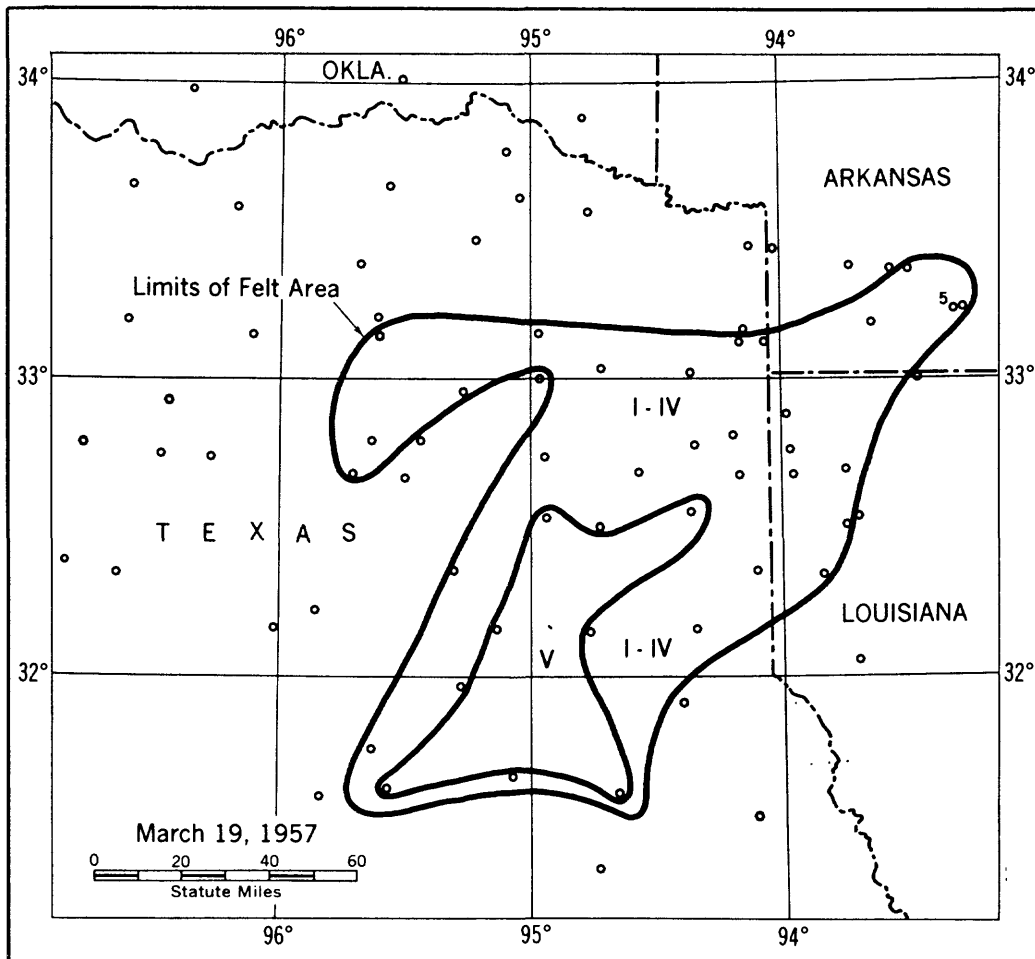 96° 95° 94°
34° OKLA. 34°
ARKANSAS
Limits of Felt Area
5
33° 33°
I - IV
TEXAS
LOUISIANA
V I - IV
32° 32°
March 19, 1957
0 20 40 60
Statute Miles
96° 95° 94°